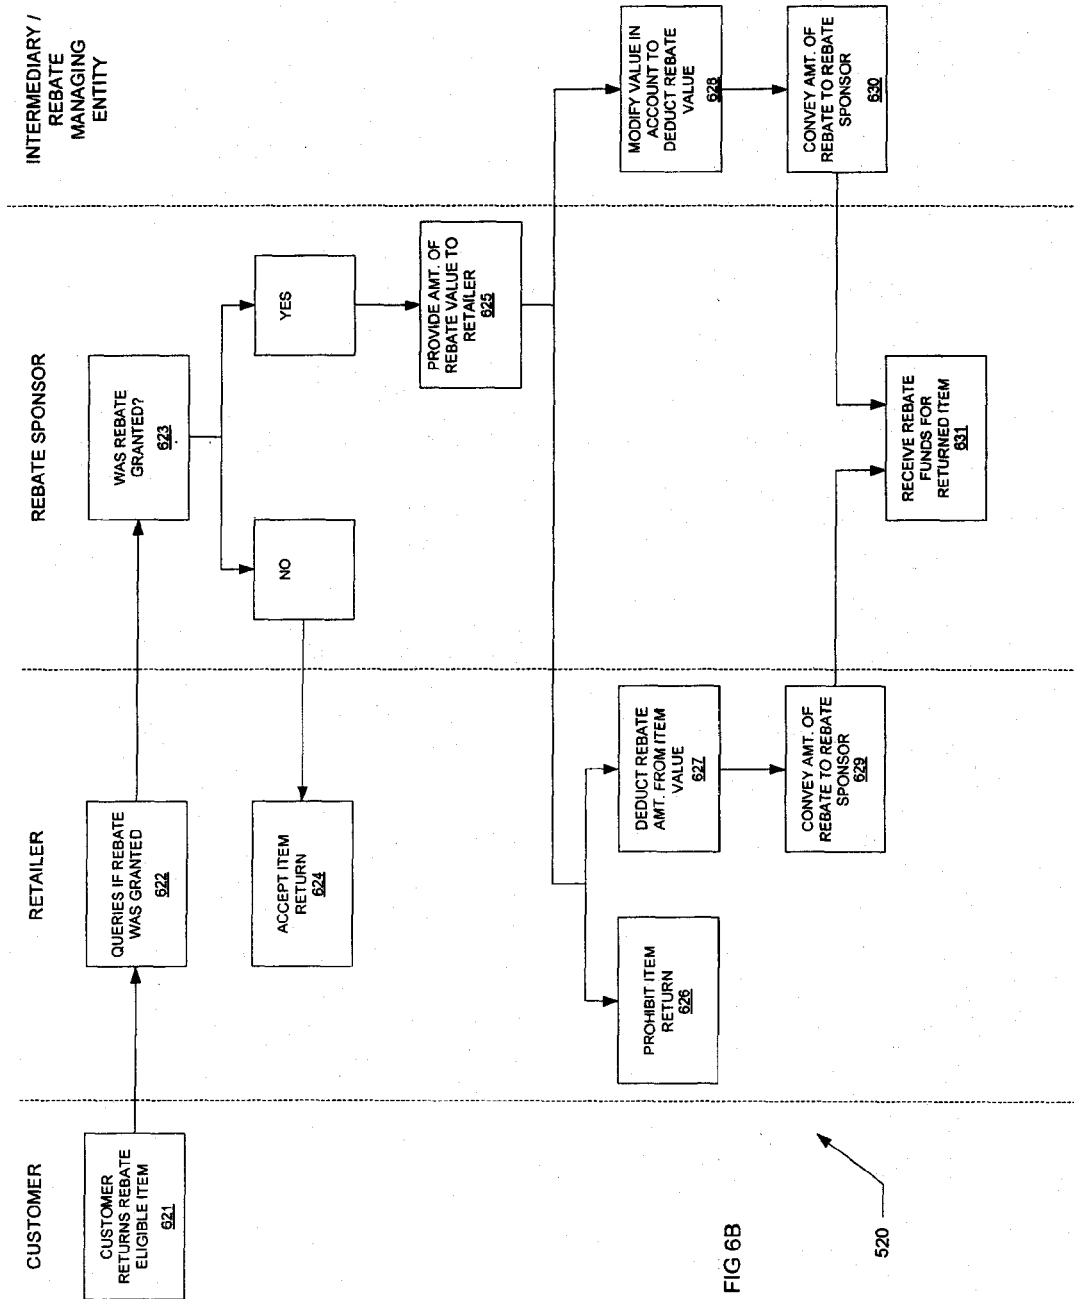 CUSTOMER
RETAILER
REBATE SPONSOR
INTERMEDIARY /
REBATE
MANAGING
ENTITY
CUSTOMER
RETURNS REBATE
ELIGIBLE ITEM
621
QUERIES IF REBATE
WAS GRANTED
622
WAS REBATE
GRANTED?
623
NO
YES
ACCEPT ITEM
RETURN
624
PROVIDE AMT. OF
REBATE VALUE TO
RETAILER
625
PROHIBIT ITEM
RETURN
626
DEDUCT REBATE
AMT. FROM ITEM
VALUE
627
MODIFY VALUE IN
ACCOUNT TO
DEDUCT REBATE
VALUE
628
CONVEY AMT. OF
REBATE TO REBATE
SPONSOR
629
CONVEY AMT. OF
REBATE TO REBATE
SPONSOR
630
RECEIVE REBATE
FUNDS FOR
RETURNED ITEM
631
FIG 6B
520